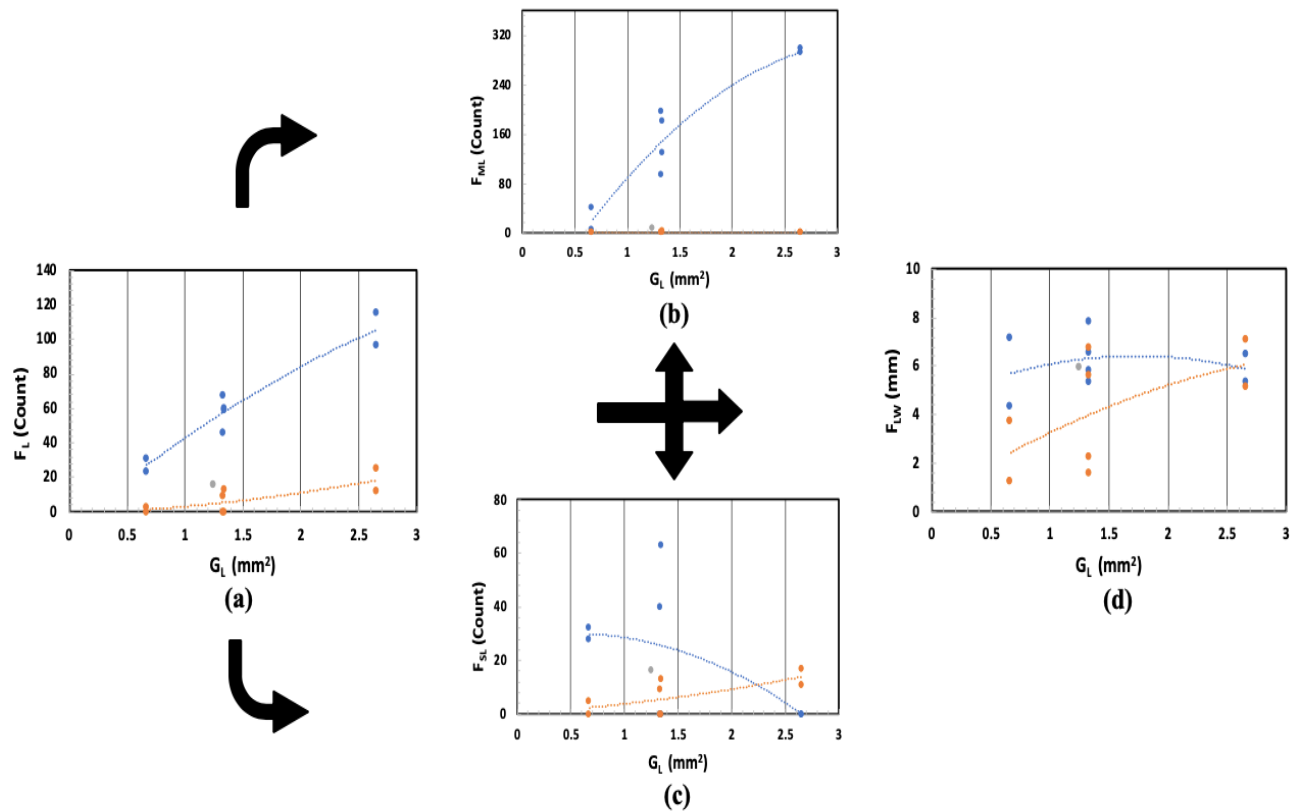 320
240
160
80
0
F_ML (Count)
0 0.5 1 1.5 2 2.5 3
G_L (mm²)
(b)
140
120
100
80
60
40
20
0
F_L (Count)
0 0.5 1 1.5 2 2.5 3
G_L (mm²)
(a)
80
60
40
20
0
F_SL (Count)
0 0.5 1 1.5 2 2.5 3
G_L (mm²)
(c)
10
8
6
4
2
0
F_LW (mm)
0 0.5 1 1.5 2 2.5 3
G_L (mm²)
(d)